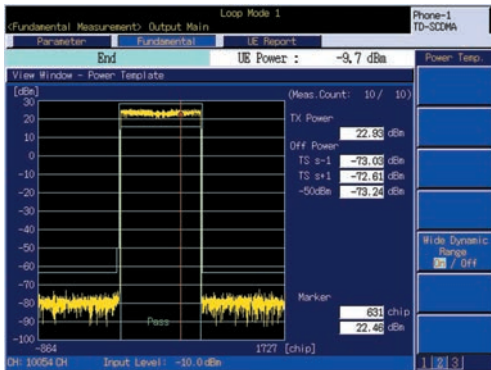 Loop Mode 1
Phone-1
<Fundamental Measurement> Output Main
TD-SCDMA
Parameter
Fundamental
UE Report
End
UE Power :
-9.7 dBm
Power Temp.
View Window - Power Template
[dBm]
(Meas.Count: 10/ 10)
30
20
10
0
-10
-20
-30
-40
-50
-60
-70
-80
-90
-100
TX Power
22.93 dBm
Off Power
TS s-1 -73.03 dBm
TS s+1 -72.61 dBm
-50dBm -73.24 dBm
Wide Dynamic
Range
On / Off
Marker
631 chip
22.46 dBm
Pass
-864
1727 [chip]
CH: 10054 CH
Input Level: -10.0dBm
1 2 3